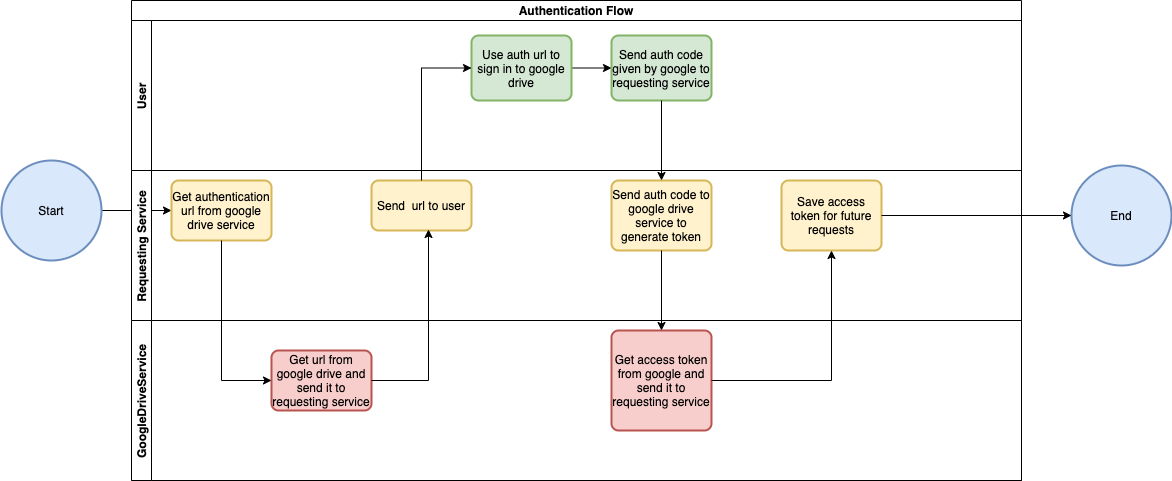 Authentication Flow
User
Use auth url to
sign in to google
drive
Send auth code
given by google to
requesting service
Start
Requesting Service
Get authentication
url from google
drive service
Send  url to user
Send auth code to
google drive
service to
generate token
Save access
token for future
requests
End
GoogleDriveService
Get url from
google drive and
send it to
requesting service
Get access token
from google and
send it to
requesting service